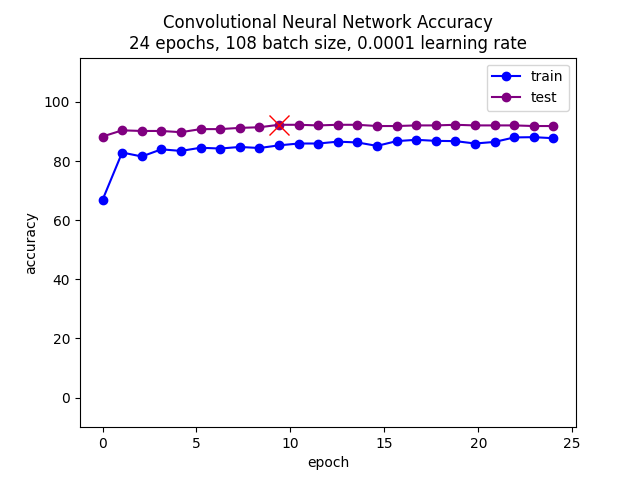 Convolutional Neural Network Accuracy
24 epochs, 108 batch size, 0.0001 learning rate
train
test
accuracy
100
80
60
40
20
0
0 5 10 15 20 25
epoch